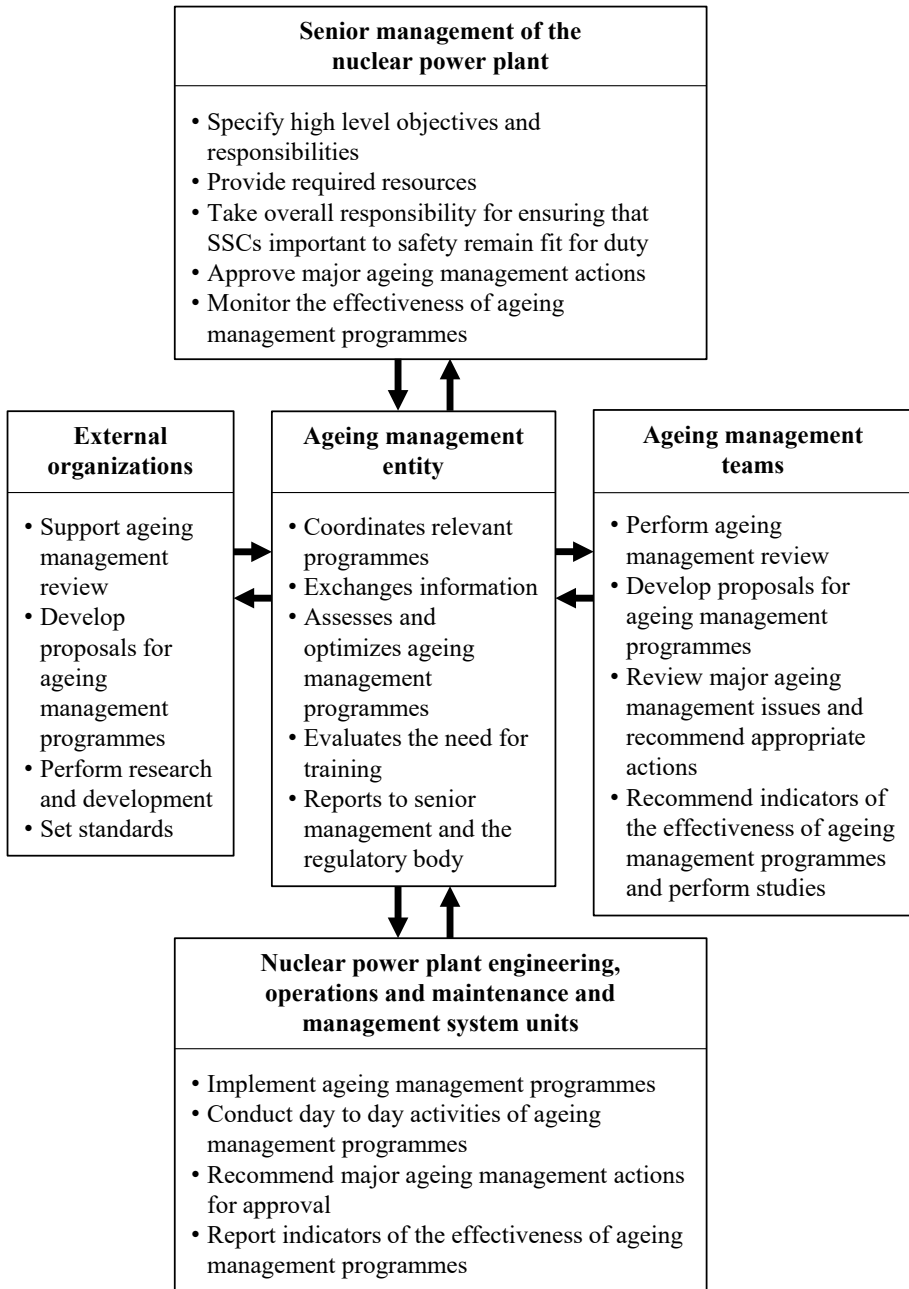 Senior management of the
nuclear power plant
• Specify high level objectives and
responsibilities
• Provide required resources
• Take overall responsibility for ensuring that
SSCs important to safety remain fit for duty
• Approve major ageing management actions
• Monitor the effectiveness of ageing
management programmes
External
organizations
• Support ageing
management
review
• Develop
proposals for
ageing
management
programmes
• Perform research
and development
• Set standards
Ageing management
entity
• Coordinates relevant
programmes
• Exchanges information
• Assesses and
optimizes ageing
management
programmes
• Evaluates the need for
training
• Reports to senior
management and the
regulatory body
Ageing management
teams
• Perform ageing
management review
• Develop proposals for
ageing management
programmes
• Review major ageing
management issues and
recommend appropriate
actions
• Recommend indicators of
the effectiveness of ageing
management programmes
and perform studies
Nuclear power plant engineering,
operations and maintenance and
management system units
• Implement ageing management programmes
• Conduct day to day activities of ageing
management programmes
• Recommend major ageing management actions
for approval
• Report indicators of the effectiveness of ageing
management programmes